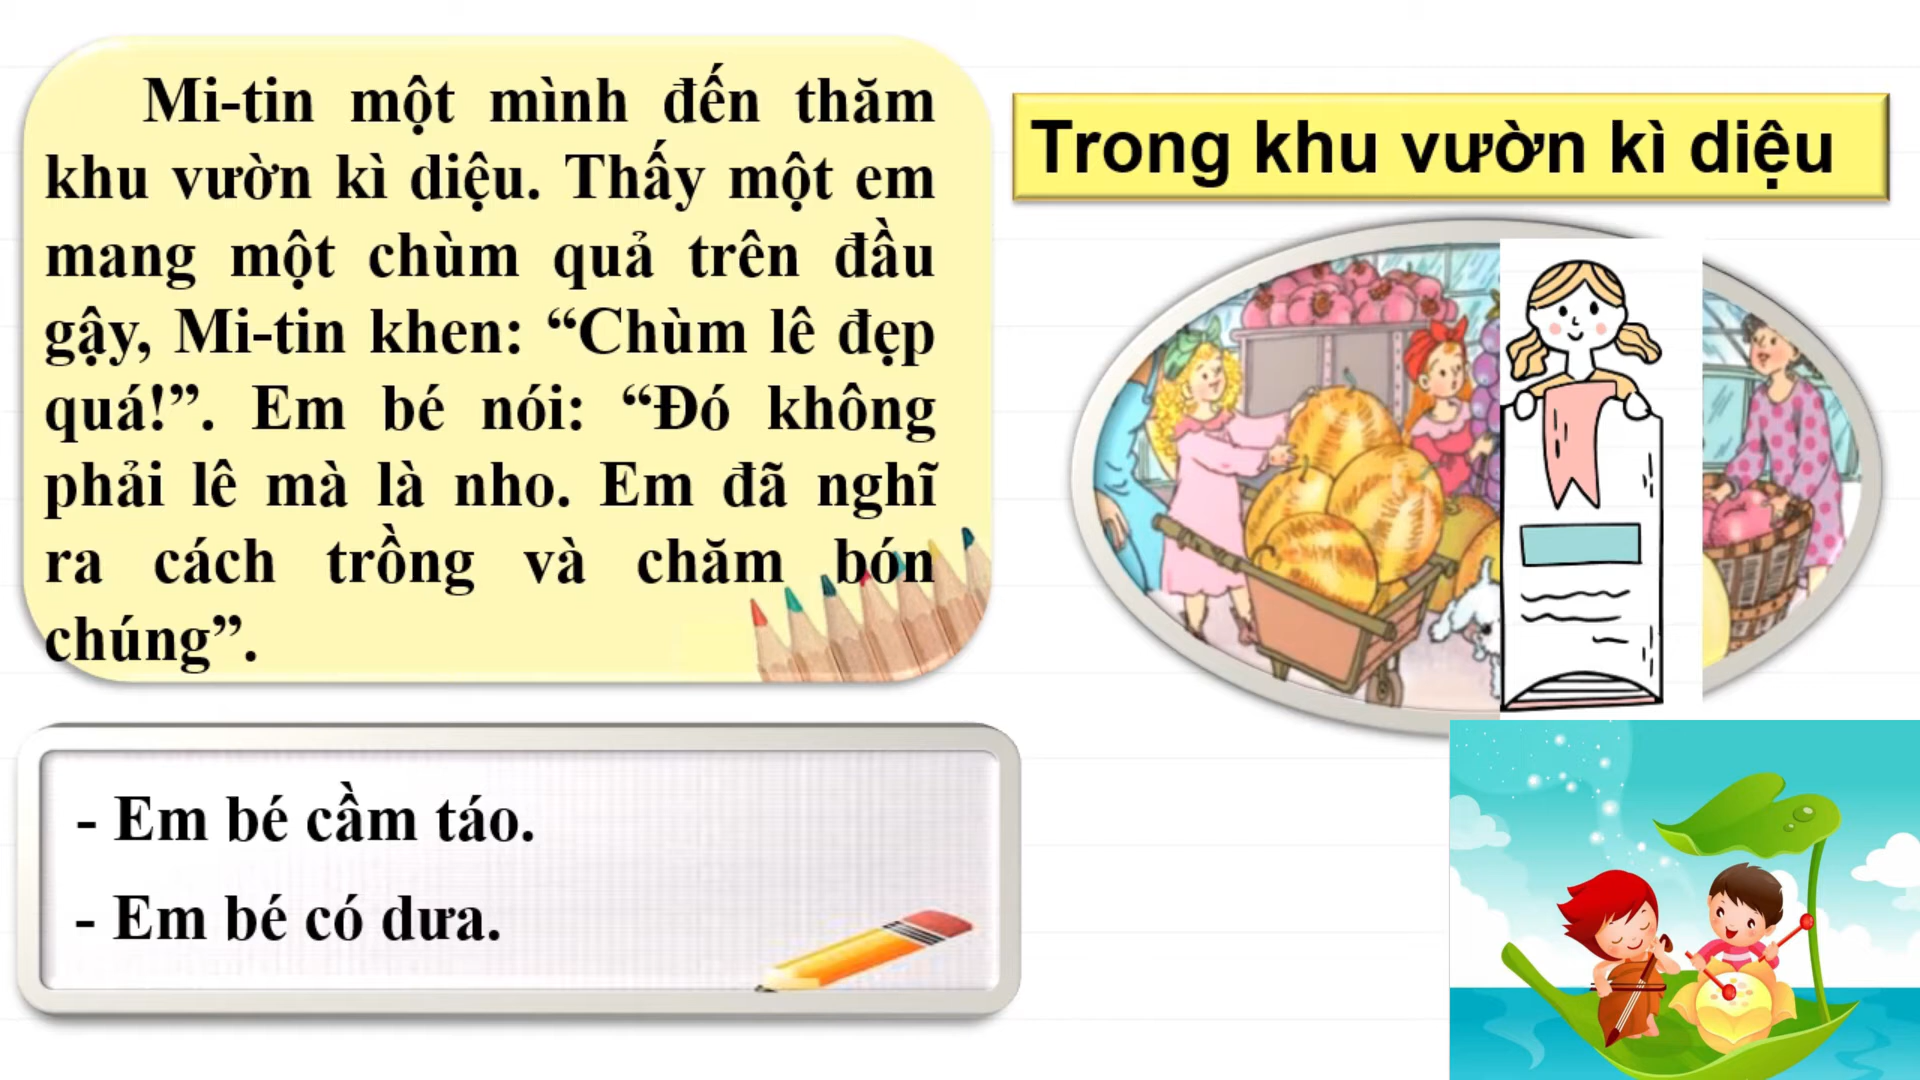 Mi-tin một mình đến thăm
khu vườn kì diệu. Thấy một em
mang một chùm quả trên đầu
gậy, Mi-tin khen: “Chùm lê đẹp
quá!”. Em bé nói: “Đó không
phải lê mà là nho. Em đã nghĩ
ra cách trồng và chăm bón
chúng”.
Trong khu vườn kì diệu
- Em bé cầm táo.
- Em bé có dưa.